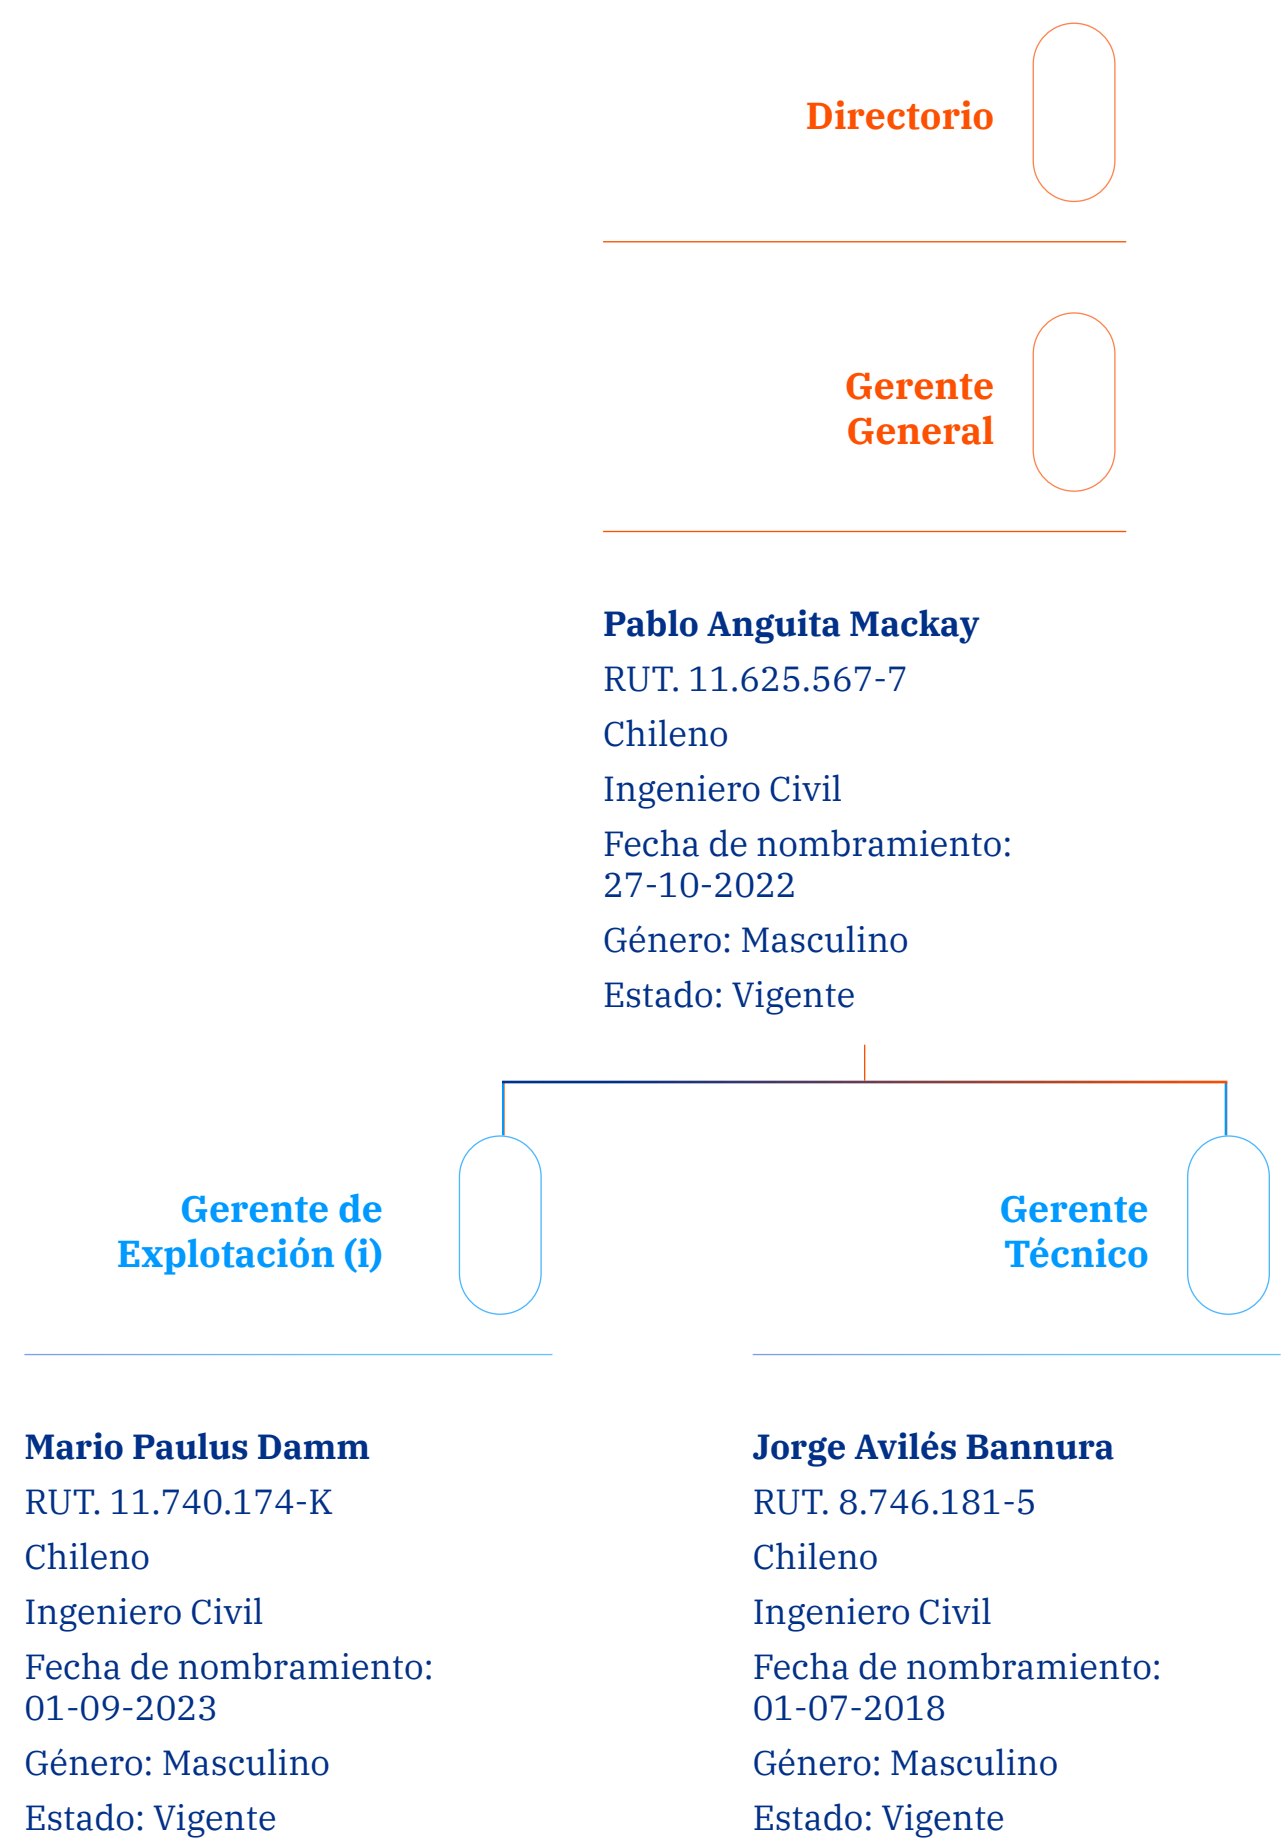 Directorio
Gerente
General
Pablo Anguita Mackay
RUT. 11.625.567-7
Chileno
Ingeniero Civil
Fecha de nombramiento:
27-10-2022
Género: Masculino
Estado: Vigente
Gerente de
Explotación (i)
Mario Paulus Damm
RUT. 11.740.174-K
Chileno
Ingeniero Civil
Fecha de nombramiento:
01-09-2023
Género: Masculino
Estado: Vigente
Gerente
Técnico
Jorge Avilés Bannura
RUT. 8.746.181-5
Chileno
Ingeniero Civil
Fecha de nombramiento:
01-07-2018
Género: Masculino
Estado: Vigente